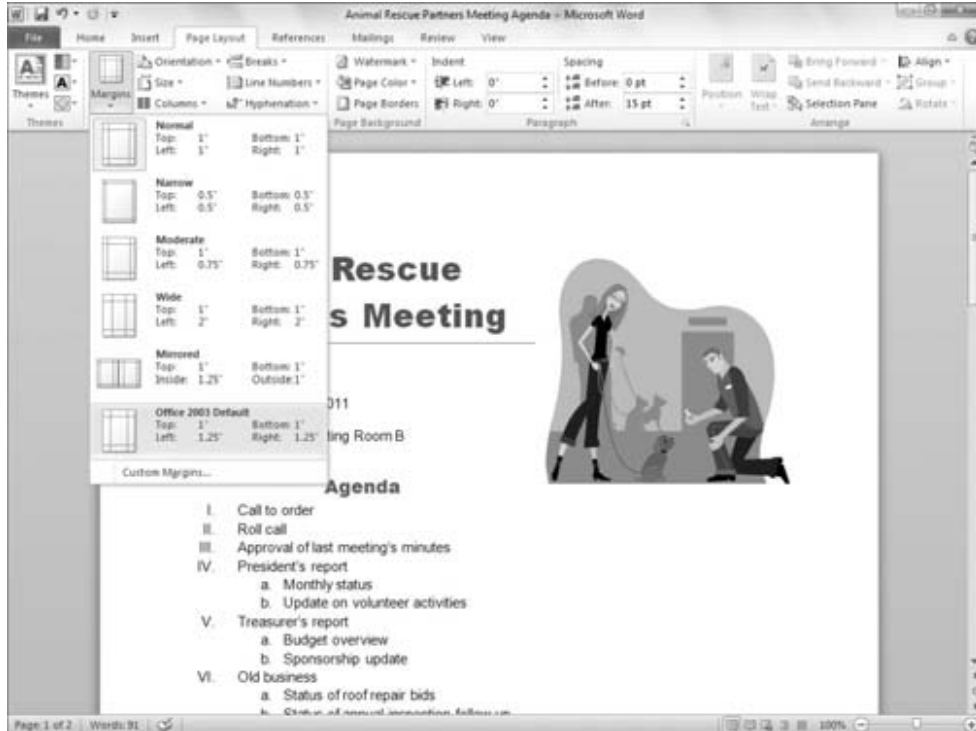 Animal Rescue Partners Meeting Agenda - Microsoft Word
File Home Insert Page Layout References Mailings Review View
Orientation Breaks Watermark Indent Spacing Bring Forward Align
Size Line Numbers Page Color Left: 0" Before: 0 pt Send Backward Group
Themes Margins Columns Hyphenation Page Borders Right: 0" After: 15 pt Position Wrap Text Selection Pane Rotate
Themes Page Background Paragraph Arrange
Normal
Top: 1" Bottom: 1"
Left: 1" Right: 1"
Narrow
Top: 0.5" Bottom: 0.5"
Left: 0.5" Right: 0.5"
Moderate
Top: 1" Bottom: 1"
Left: 0.75" Right: 0.75"
Wide
Top: 1" Bottom: 1"
Left: 2" Right: 2"
Mirrored
Top: 1" Bottom: 1"
Inside: 1.25" Outside: 1"
Office 2003 Default
Top: 1" Bottom: 1"
Left: 1.25" Right: 1.25"
Custom Margins...
Rescue
s Meeting
011
ting Room B
Agenda
I. Call to order
II. Roll call
III. Approval of last meeting's minutes
IV. President's report
a. Monthly status
b. Update on volunteer activities
V. Treasurer's report
a. Budget overview
b. Sponsorship update
VI. Old business
a. Status of roof repair bids
b. Status of annual inspection follow up
Page: 1 of 2 Words: 91 100%